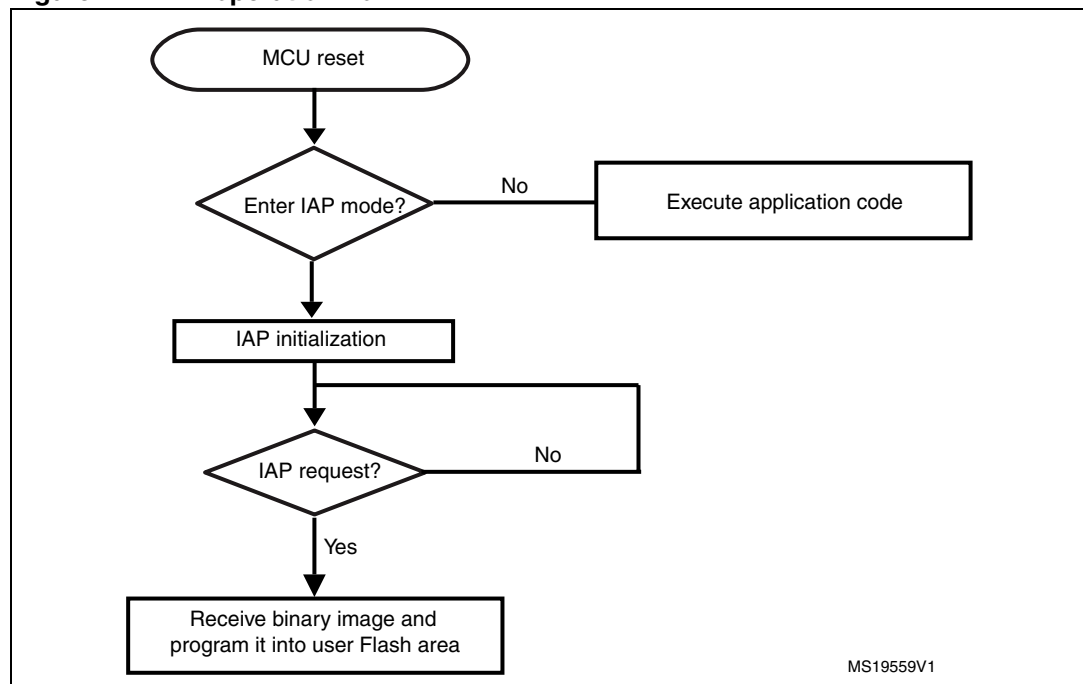 MCU reset
Enter IAP mode?
No
Execute application code
IAP initialization
IAP request?
No
Yes
Receive binary image and
program it into user Flash area
MS19559V1